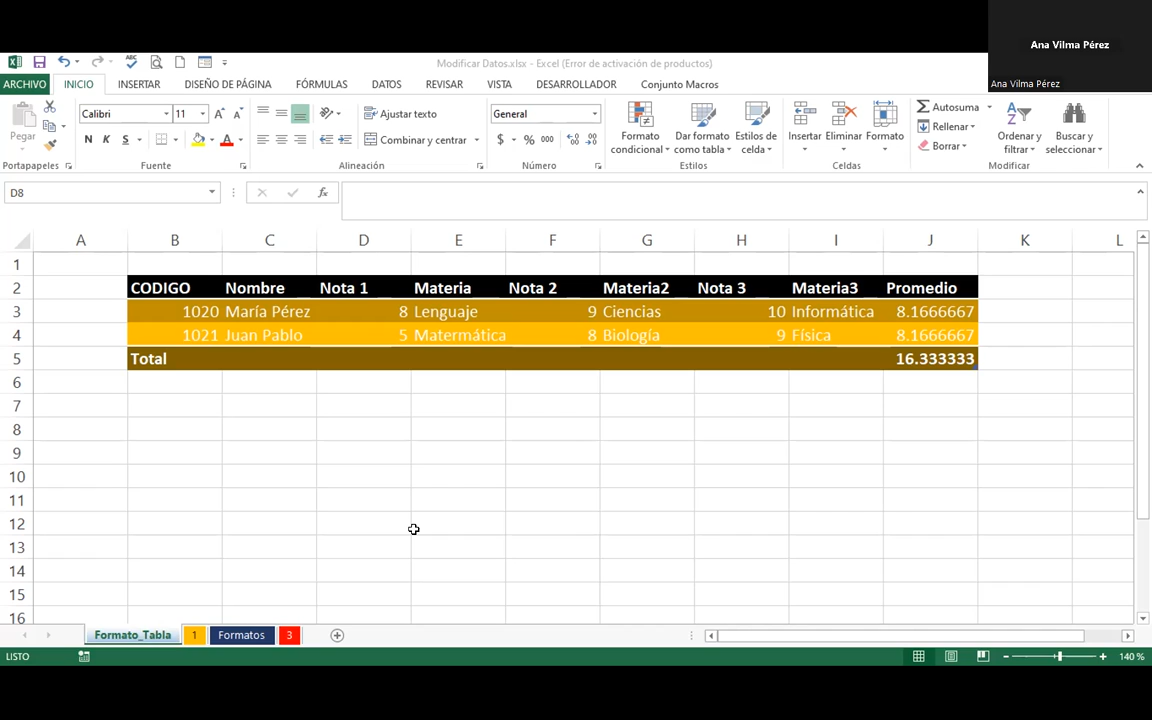 Ana Vilma Pérez
Ana Vilma Pérez
Modificar Datos.xlsx - Excel (Error de activación de productos)
ARCHIVO INICIO INSERTAR DISEÑO DE PÁGINA FÓRMULAS DATOS REVISAR VISTA DESARROLLADOR Conjunto Macros
Pegar
Portapapeles
Calibri 11
N K S
Fuente
Ajustar texto
Combinar y centrar
Alineación
General
$ % 000
Número
Formato condicional
Dar formato como tabla
Estilos de celda
Estilos
Insertar Eliminar Formato
Celdas
Autosuma
Rellenar
Borrar
Ordenar y filtrar
Buscar y seleccionar
Modificar
D8 fx
A B C D E F G H I J K L
1
2 CODIGO Nombre Nota 1 Materia Nota 2 Materia2 Nota 3 Materia3 Promedio
3 1020 María Pérez 8 Lenguaje 9 Ciencias 10 Informática 8.1666667
4 1021 Juan Pablo 5 Matermática 8 Biología 9 Física 8.1666667
5 Total 16.333333
6
7
8
9
10
11
12
13
14
15
16
Formato_Tabla 1 Formatos 3
LISTO 140 %